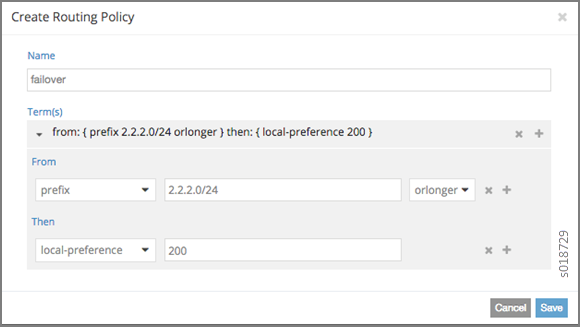 Create Routing Policy
Name
failover
Term(s)
from: { prefix 2.2.2.0/24 orlonger } then: { local-preference 200 }
From
prefix 2.2.2.0/24 orlonger
Then
local-preference 200
s018729
Cancel Save